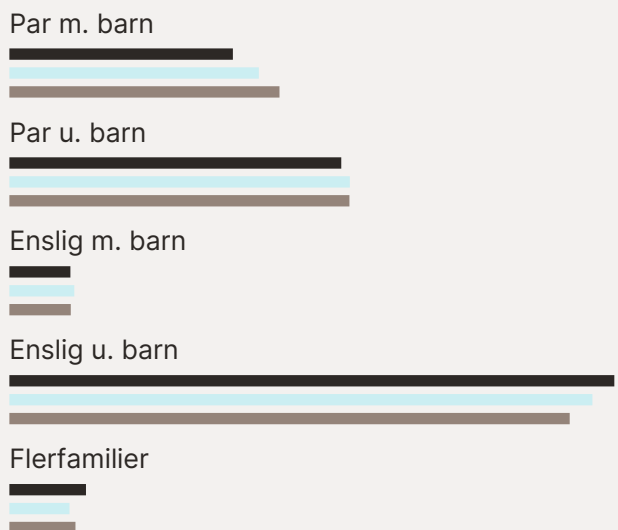 Par m. barn
Par u. barn
Enslig m. barn
Enslig u. barn
Flerfamilier